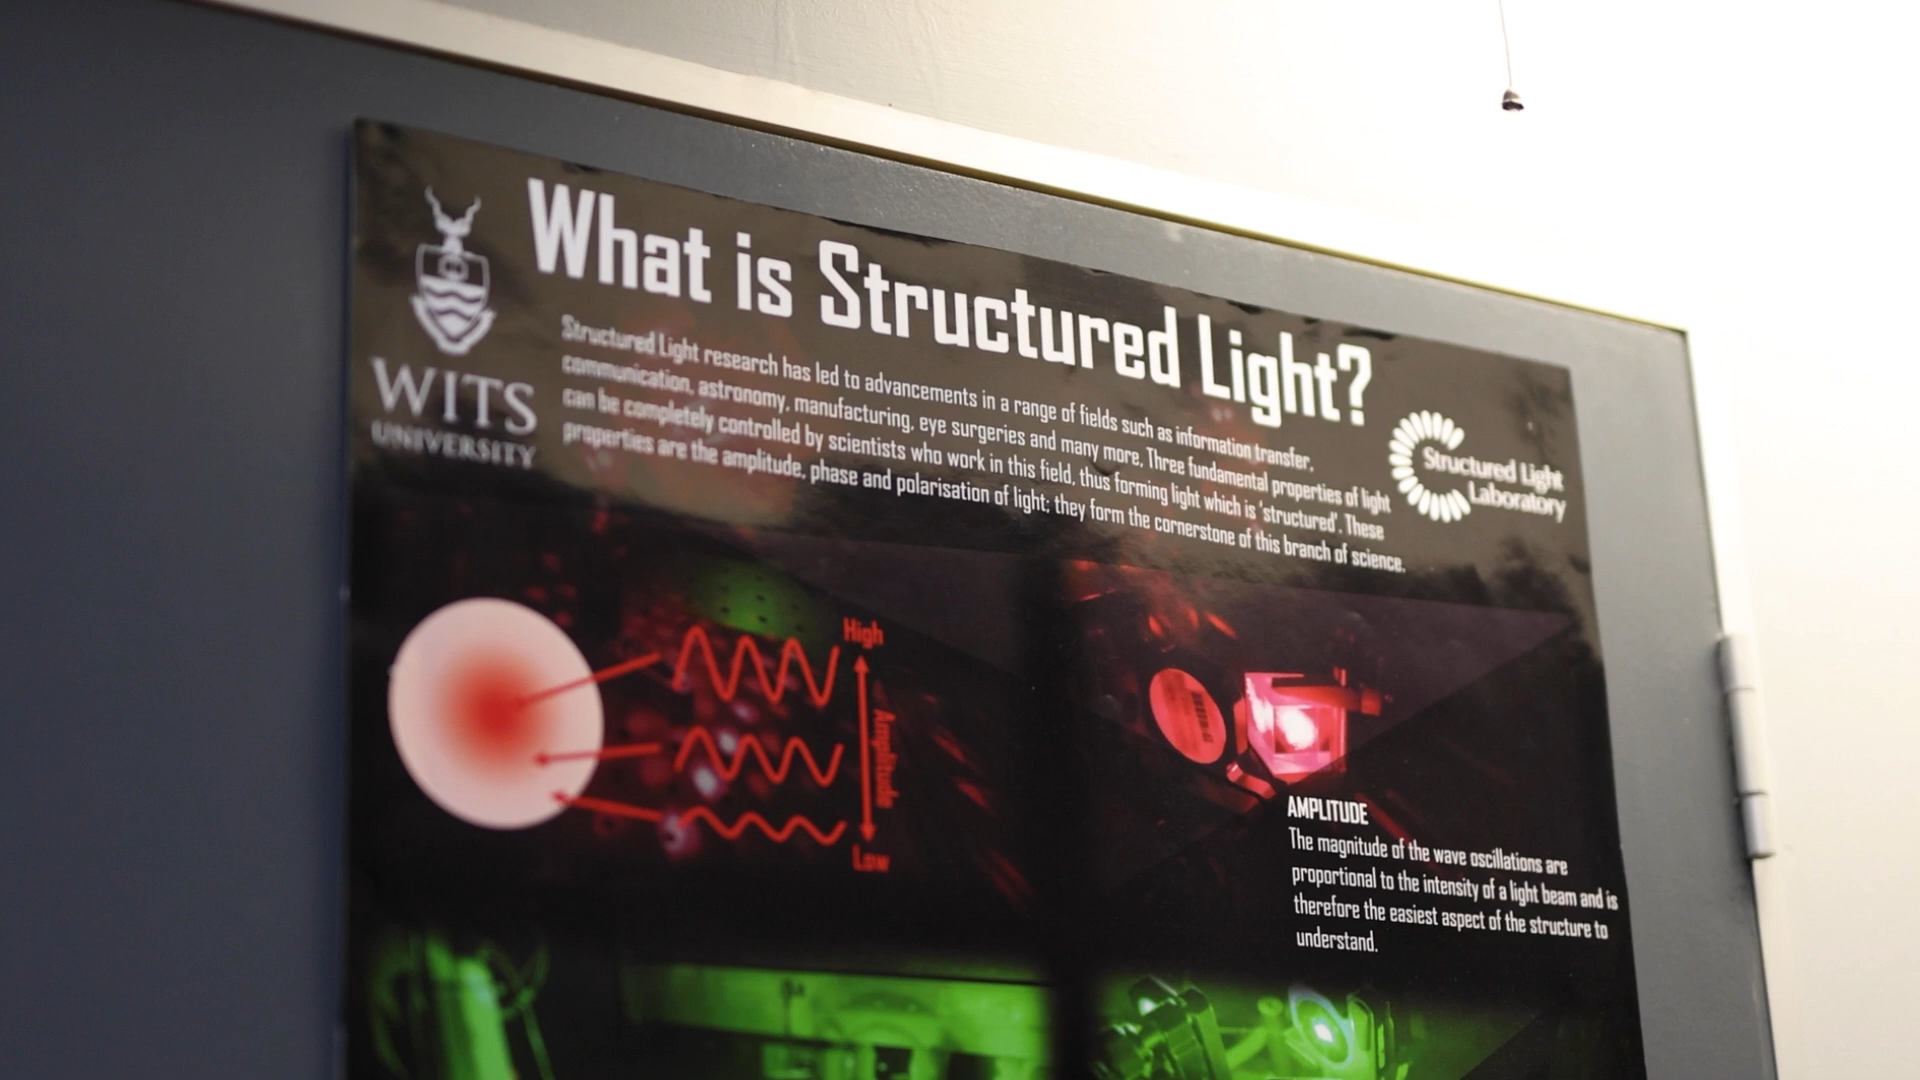 What is Structured Light?
WITS
UNIVERSITY
Structured Light research has led to advancements in a range of fields such as information transfer,
communication, astronomy, manufacturing, eye surgeries and many more. Three fundamental properties of light
can be completely controlled by scientists who work in this field, thus forming light which is 'structured'. These
properties are the amplitude, phase and polarisation of light; they form the cornerstone of this branch of science.
Structured Light
Laboratory
High
Amplitude
Low
AMPLITUDE
The magnitude of the wave oscillations are
proportional to the intensity of a light beam and is
therefore the easiest aspect of the structure to
understand.